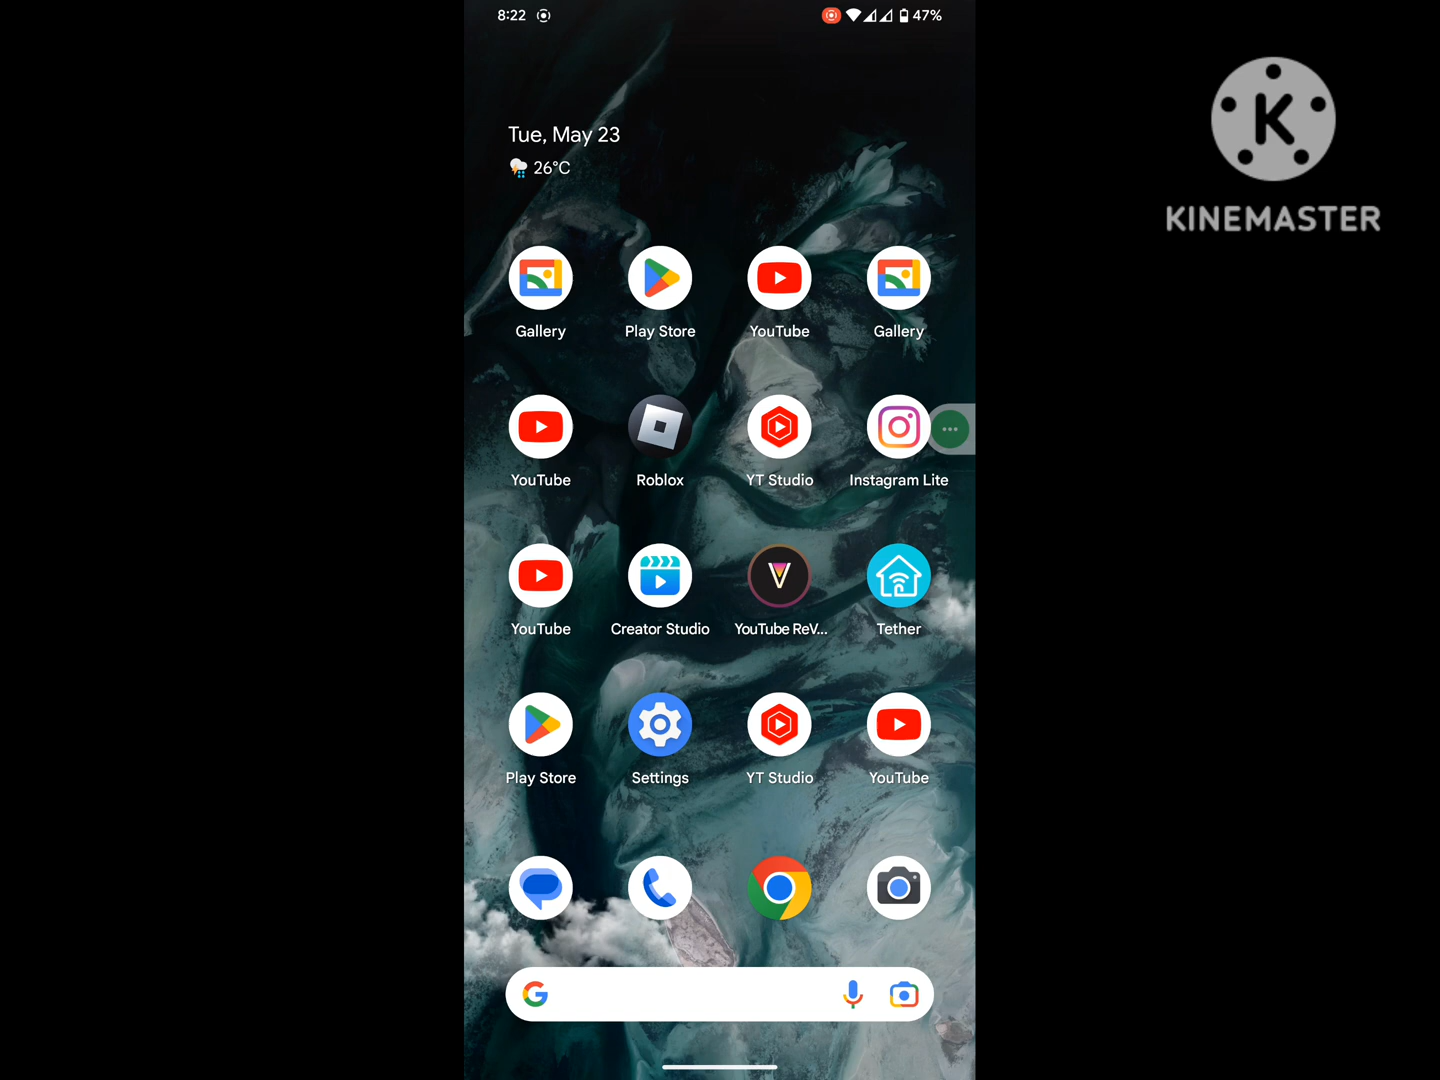 8:22
47%
Tue, May 23
26°C
KINEMASTER
Gallery
Play Store
YouTube
Gallery
YouTube
Roblox
YT Studio
Instagram Lite
YouTube
Creator Studio
YouTube ReV...
Tether
Play Store
Settings
YT Studio
YouTube